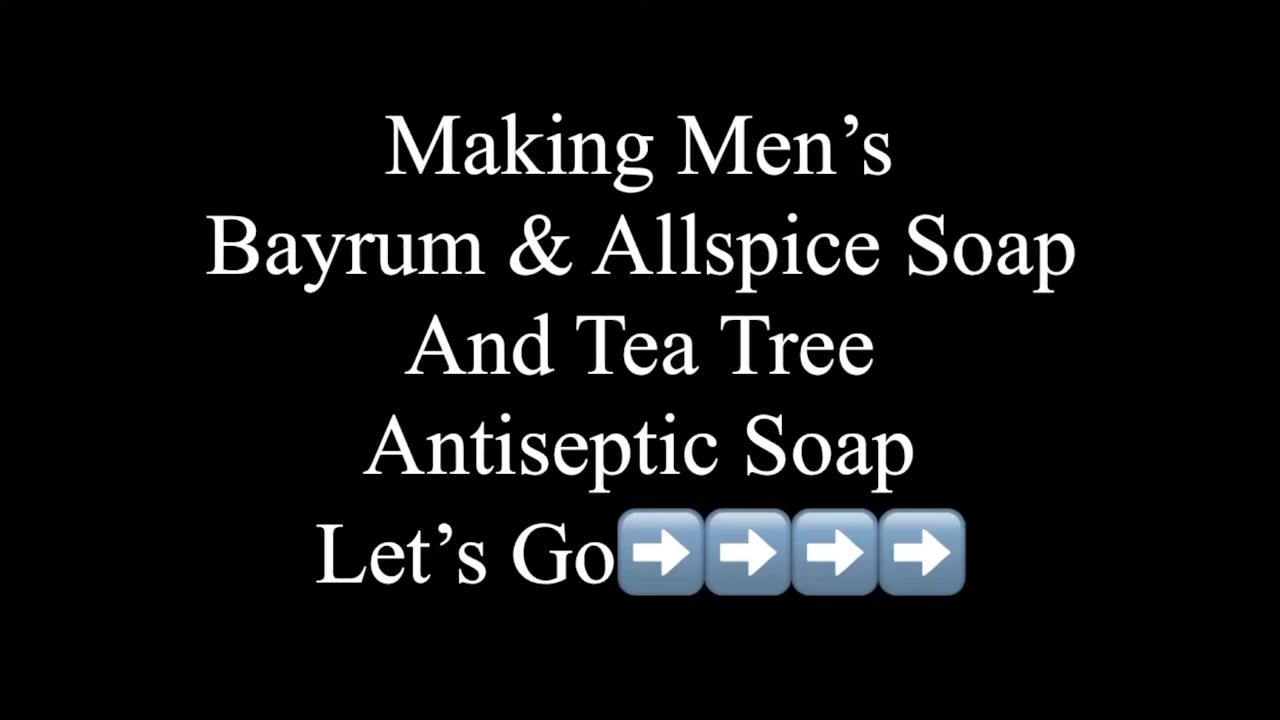 Making Men’s
Bayrum & Allspice Soap
And Tea Tree
Antiseptic Soap
Let’s Go➡️➡️➡️➡️